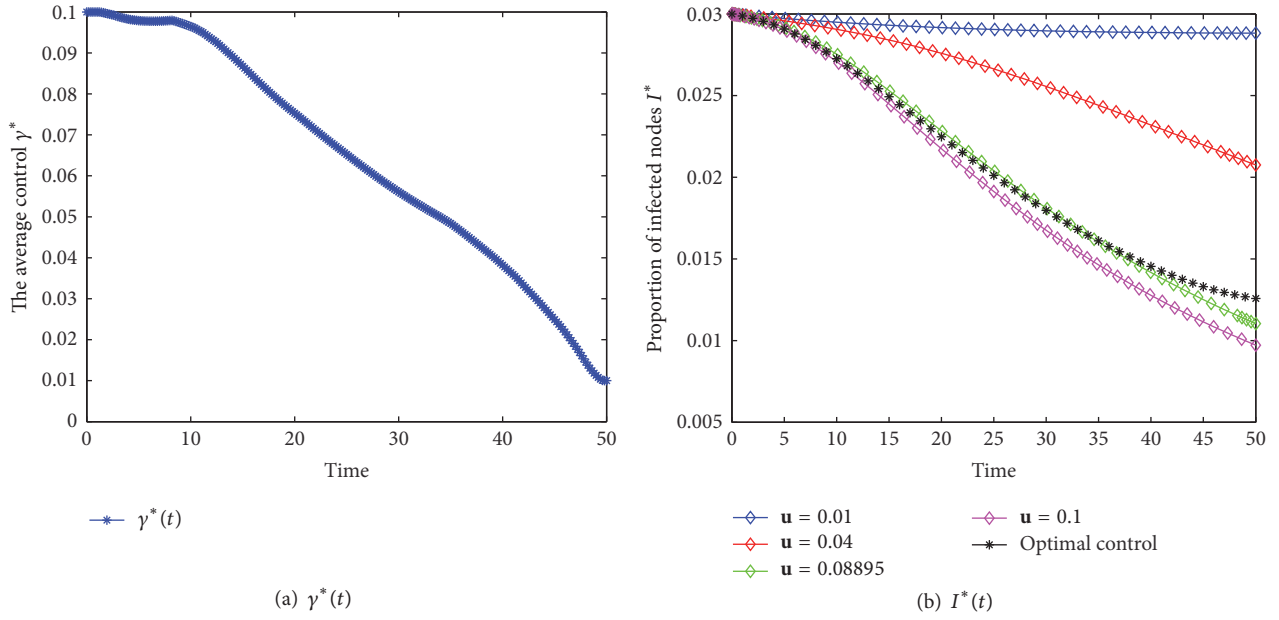 The average control γ*
0.1
0.09
0.08
0.07
0.06
0.05
0.04
0.03
0.02
0.01
0
0 10 20 30 40 50
Time
γ*(t)
(a) γ*(t)
Proportion of infected nodes I*
0.03
0.025
0.02
0.015
0.01
0.005
0 5 10 15 20 25 30 35 40 45 50
Time
u = 0.01
u = 0.04
u = 0.08895
u = 0.1
Optimal control
(b) I*(t)